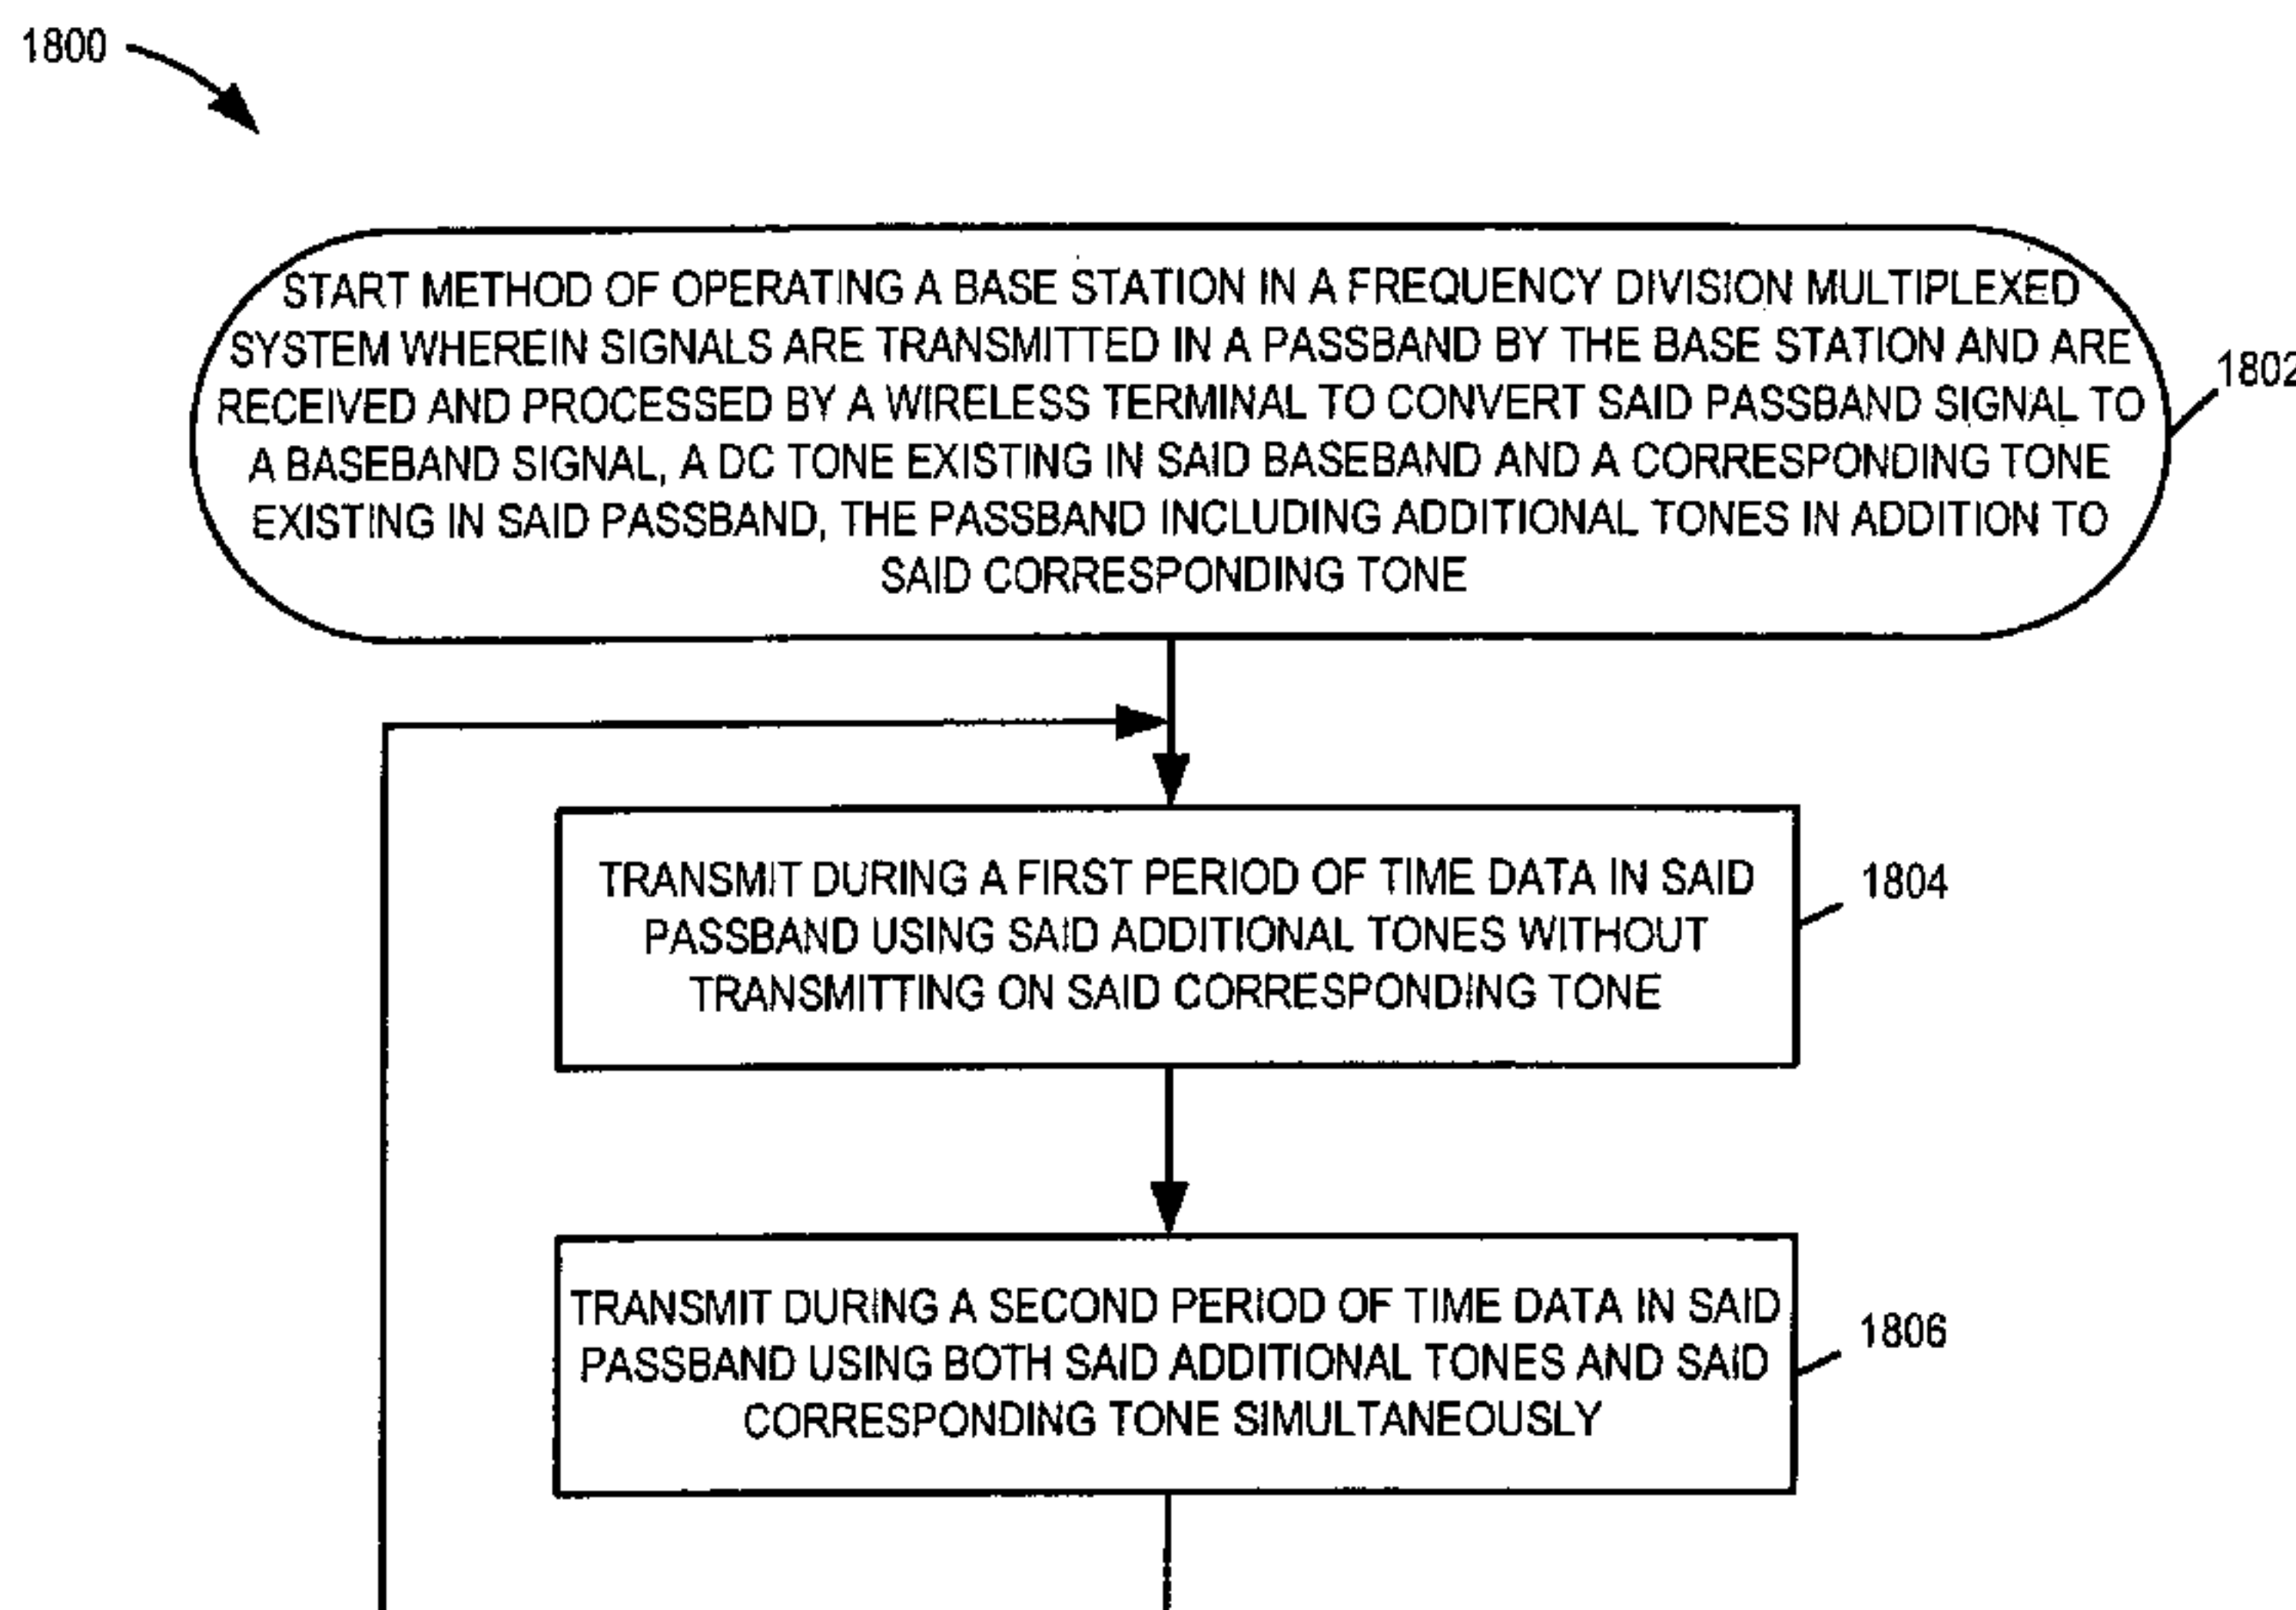 1800
START METHOD OF OPERATING A BASE STATION IN A FREQUENCY DIVISION MULTIPLEXED
SYSTEM WHEREIN SIGNALS ARE TRANSMITTED IN A PASSBAND BY THE BASE STATION AND ARE
RECEIVED AND PROCESSED BY A WIRELESS TERMINAL TO CONVERT SAID PASSBAND SIGNAL TO
A BASEBAND SIGNAL, A DC TONE EXISTING IN SAID BASEBAND AND A CORRESPONDING TONE
EXISTING IN SAID PASSBAND, THE PASSBAND INCLUDING ADDITIONAL TONES IN ADDITION TO
SAID CORRESPONDING TONE
1802
TRANSMIT DURING A FIRST PERIOD OF TIME DATA IN SAID
PASSBAND USING SAID ADDITIONAL TONES WITHOUT
TRANSMITTING ON SAID CORRESPONDING TONE
1804
TRANSMIT DURING A SECOND PERIOD OF TIME DATA IN SAID
PASSBAND USING BOTH SAID ADDITIONAL TONES AND SAID
CORRESPONDING TONE SIMULTANEOUSLY
1806